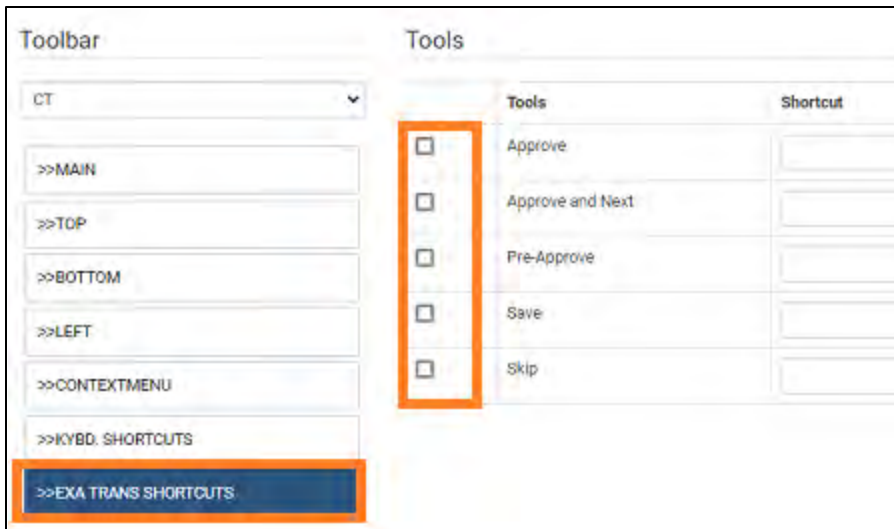 Toolbar
CT
>>MAIN
>>TOP
>>BOTTOM
>>LEFT
>>CONTEXTMENU
>>KYBD. SHORTCUTS
>>EXA TRANS SHORTCUTS
Tools
Tools Shortcut
Approve
Approve and Next
Pre-Approve
Save
Skip